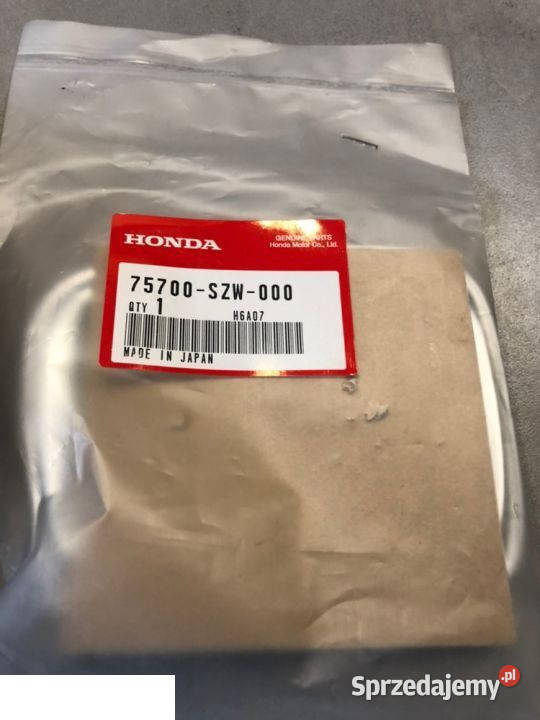 HONDA
GENUINE PARTS
Honda Motor Co., Ltd.
75700-SZW-000
QTY 1
H6A07
MADE IN JAPAN
Sprzedajemy.pl